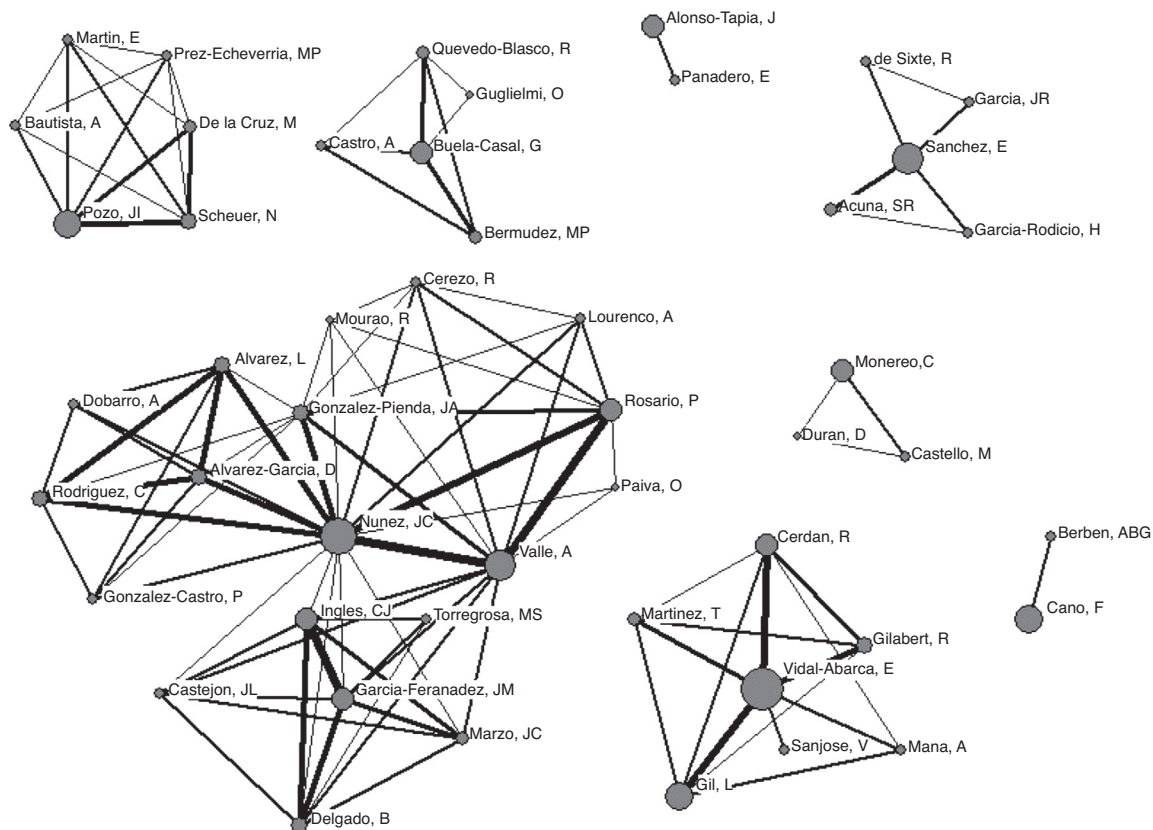 Alonso-Tapia, J
Martin, E
Prez-Echeverria, MP
Quevedo-Blasco, R
de Sixte, R
Panadero, E
Guglielmi, O
Garcia, JR
Bautista, A
De la Cruz, M
Castro, A
Buela-Casal, G
Sanchez, E
Acuna, SR
Pozo, JI
Scheuer, N
Bermudez, MP
Garcia-Rodicio, H
Cerezo, R
Mourao, R
Lourenco, A
Alvarez, L
Monereo,C
Dobarro, A
Gonzalez-Pienda, JA
Rosario, P
Duran, D
Castello, M
Alvarez-Garcia, D
Rodriguez, C
Paiva, O
Nunez, JC
Valle, A
Cerdan, R
Berben, ABG
Gonzalez-Castro, P
Ingles, CJ
Torregrosa, MS
Martinez, T
Cano, F
Gilabert, R
Vidal-Abarca, E
Castejon, JL
Garcia-Feranadez, JM
Marzo, JC
Sanjose, V
Mana, A
Gil, L
Delgado, B